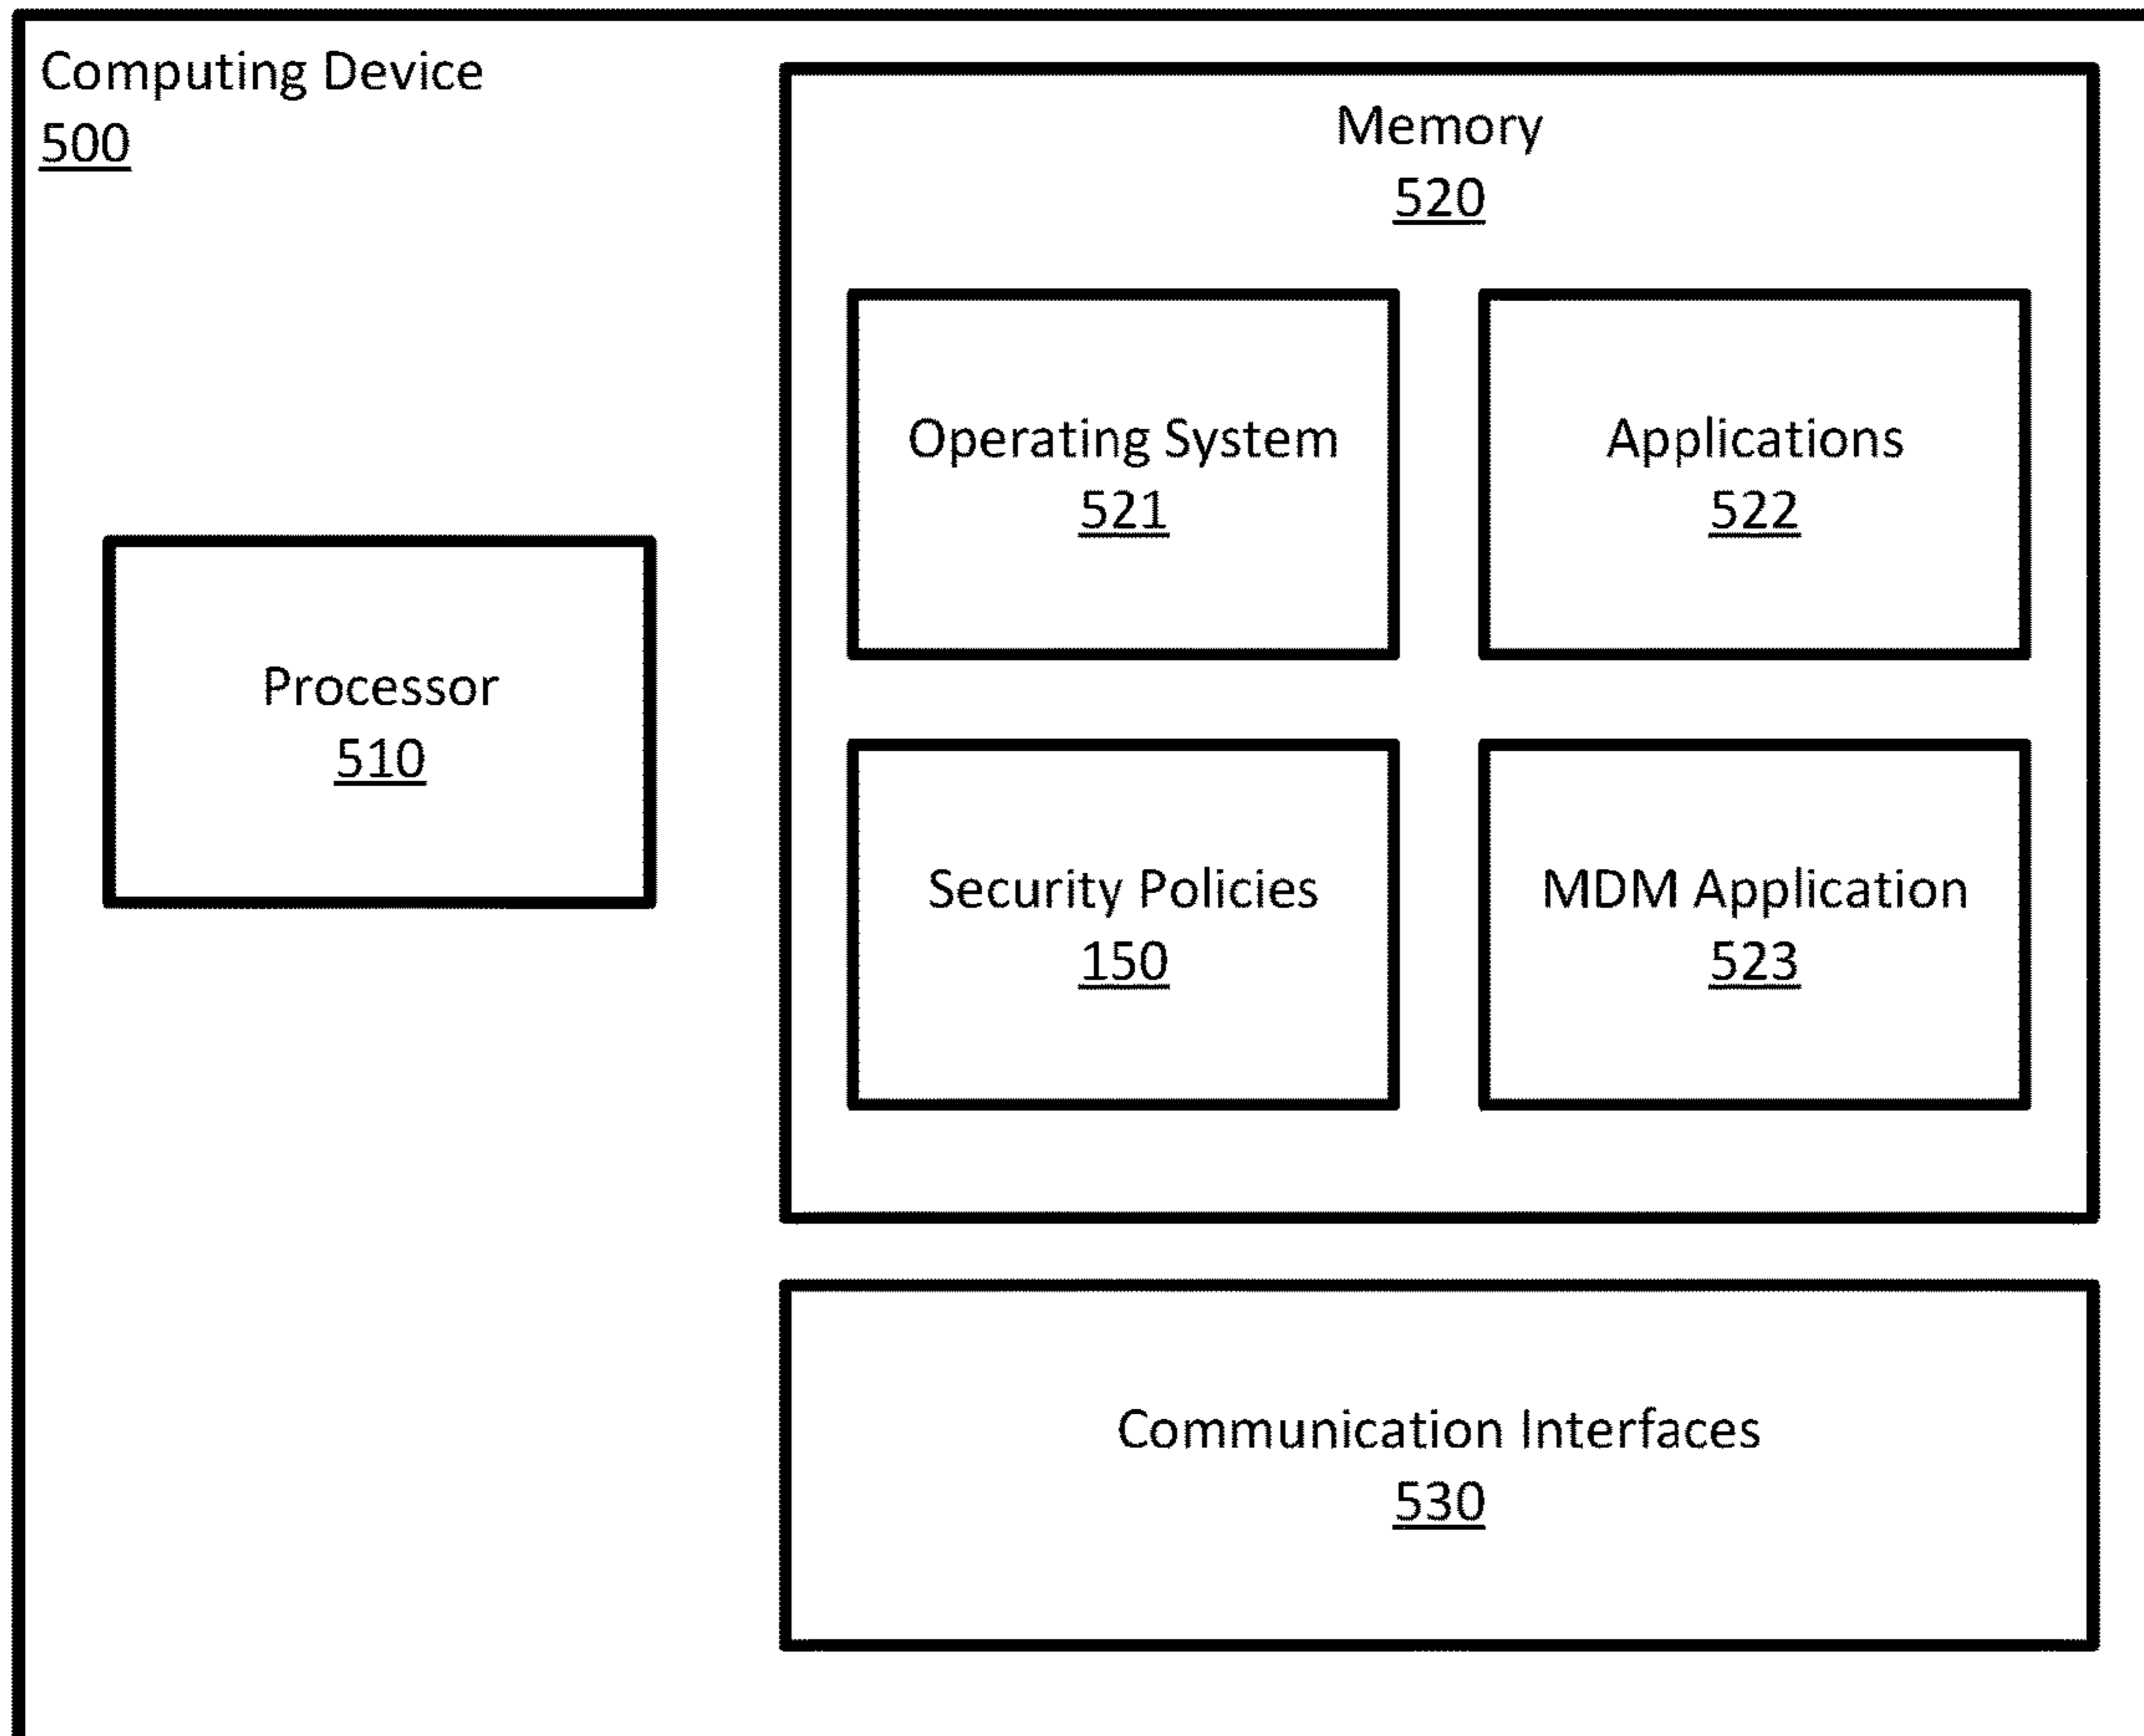 Computing Device
500
Memory
520
Operating System
521
Applications
522
Processor
510
Security Policies
150
MDM Application
523
Communication Interfaces
530